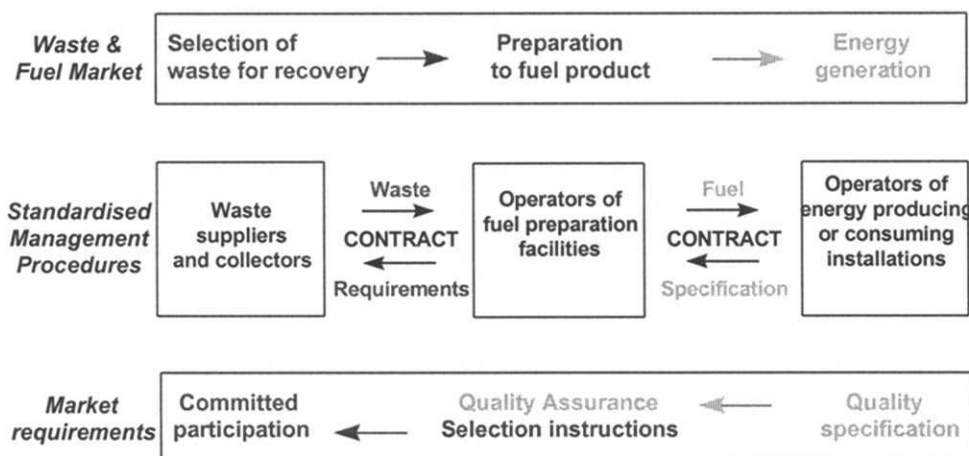 Waste &
Fuel Market
Selection of
waste for recovery
Preparation
to fuel product
Energy
generation
Standardised
Management
Procedures
Waste
suppliers
and collectors
Waste
CONTRACT
Requirements
Operators of
fuel preparation
facilities
Fuel
CONTRACT
Specification
Operators of
energy producing
or consuming
installations
Market
requirements
Committed
participation
Quality Assurance
Selection instructions
Quality
specification